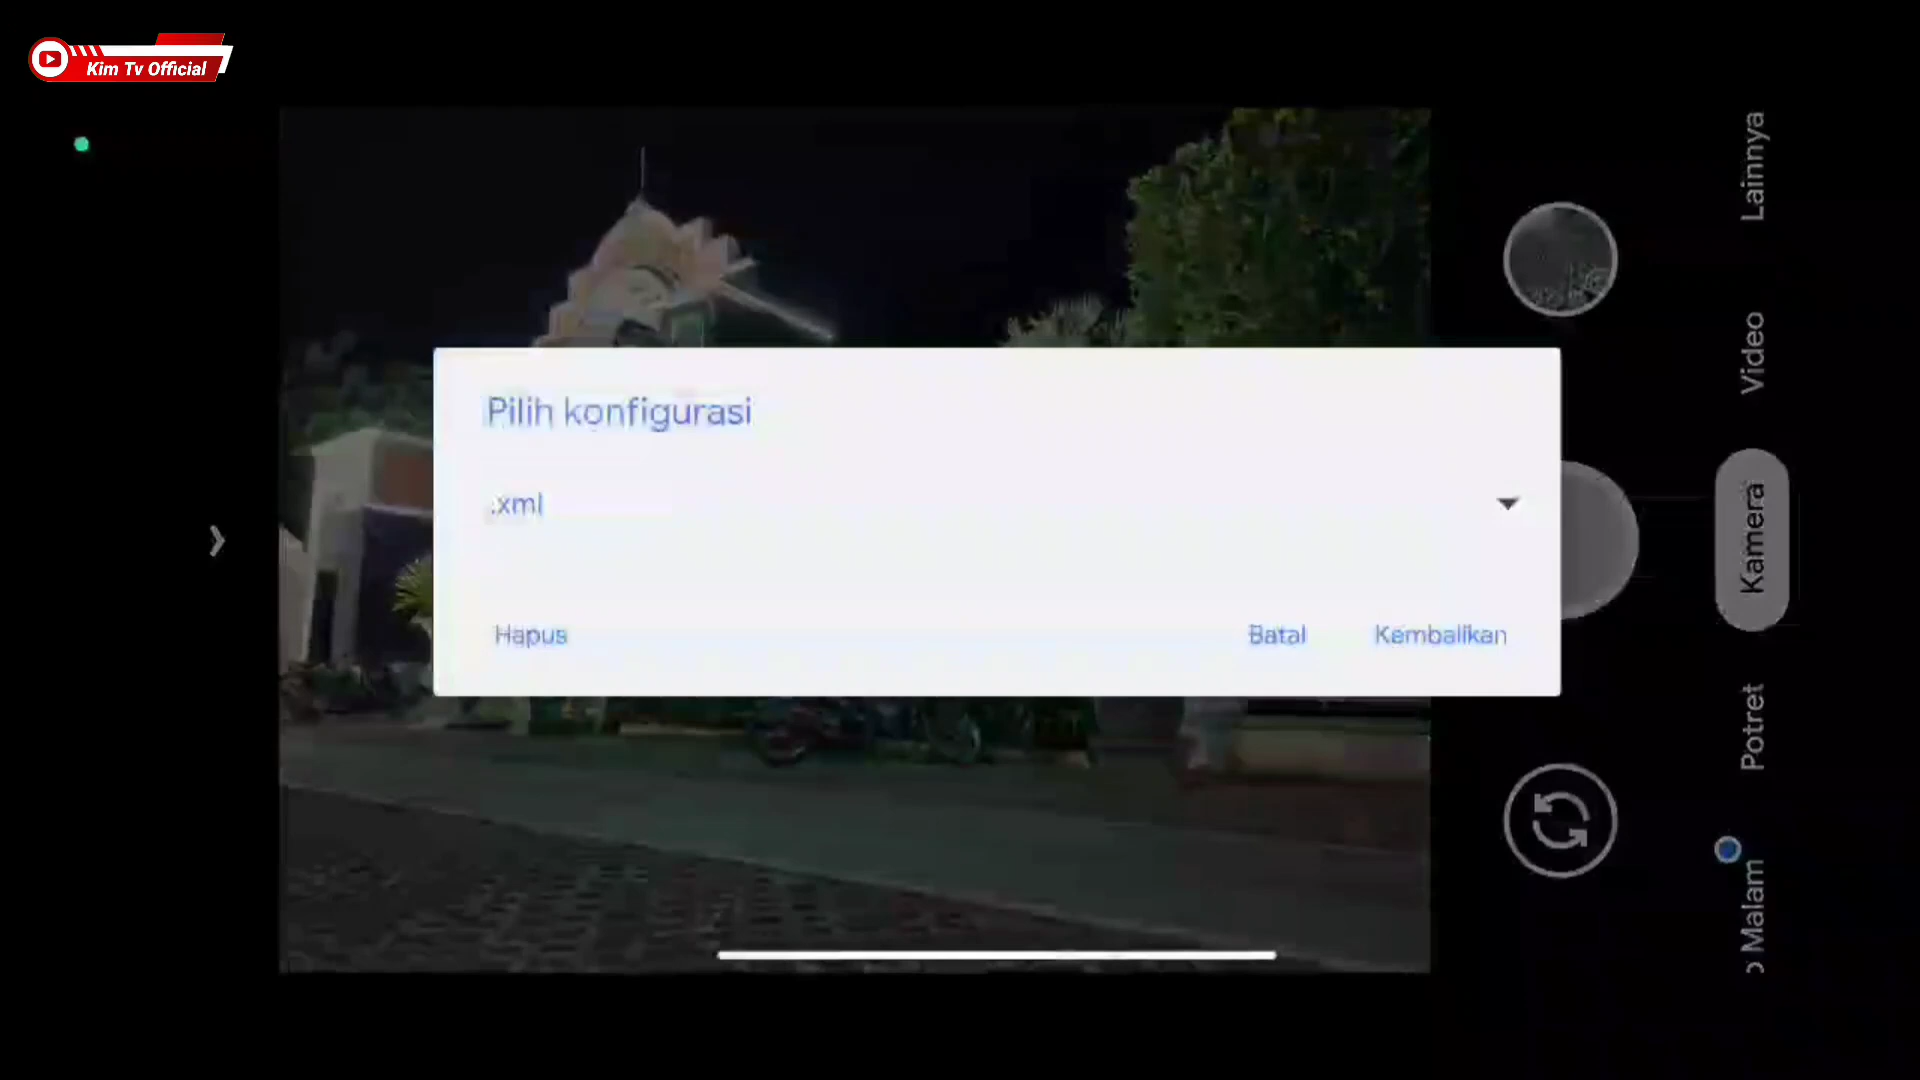 Kim Tv Official
Pilih konfigurasi
.xml
Hapus
Batal
Kembalikan
Lainnya
Video
Kamera
Potret
Malam